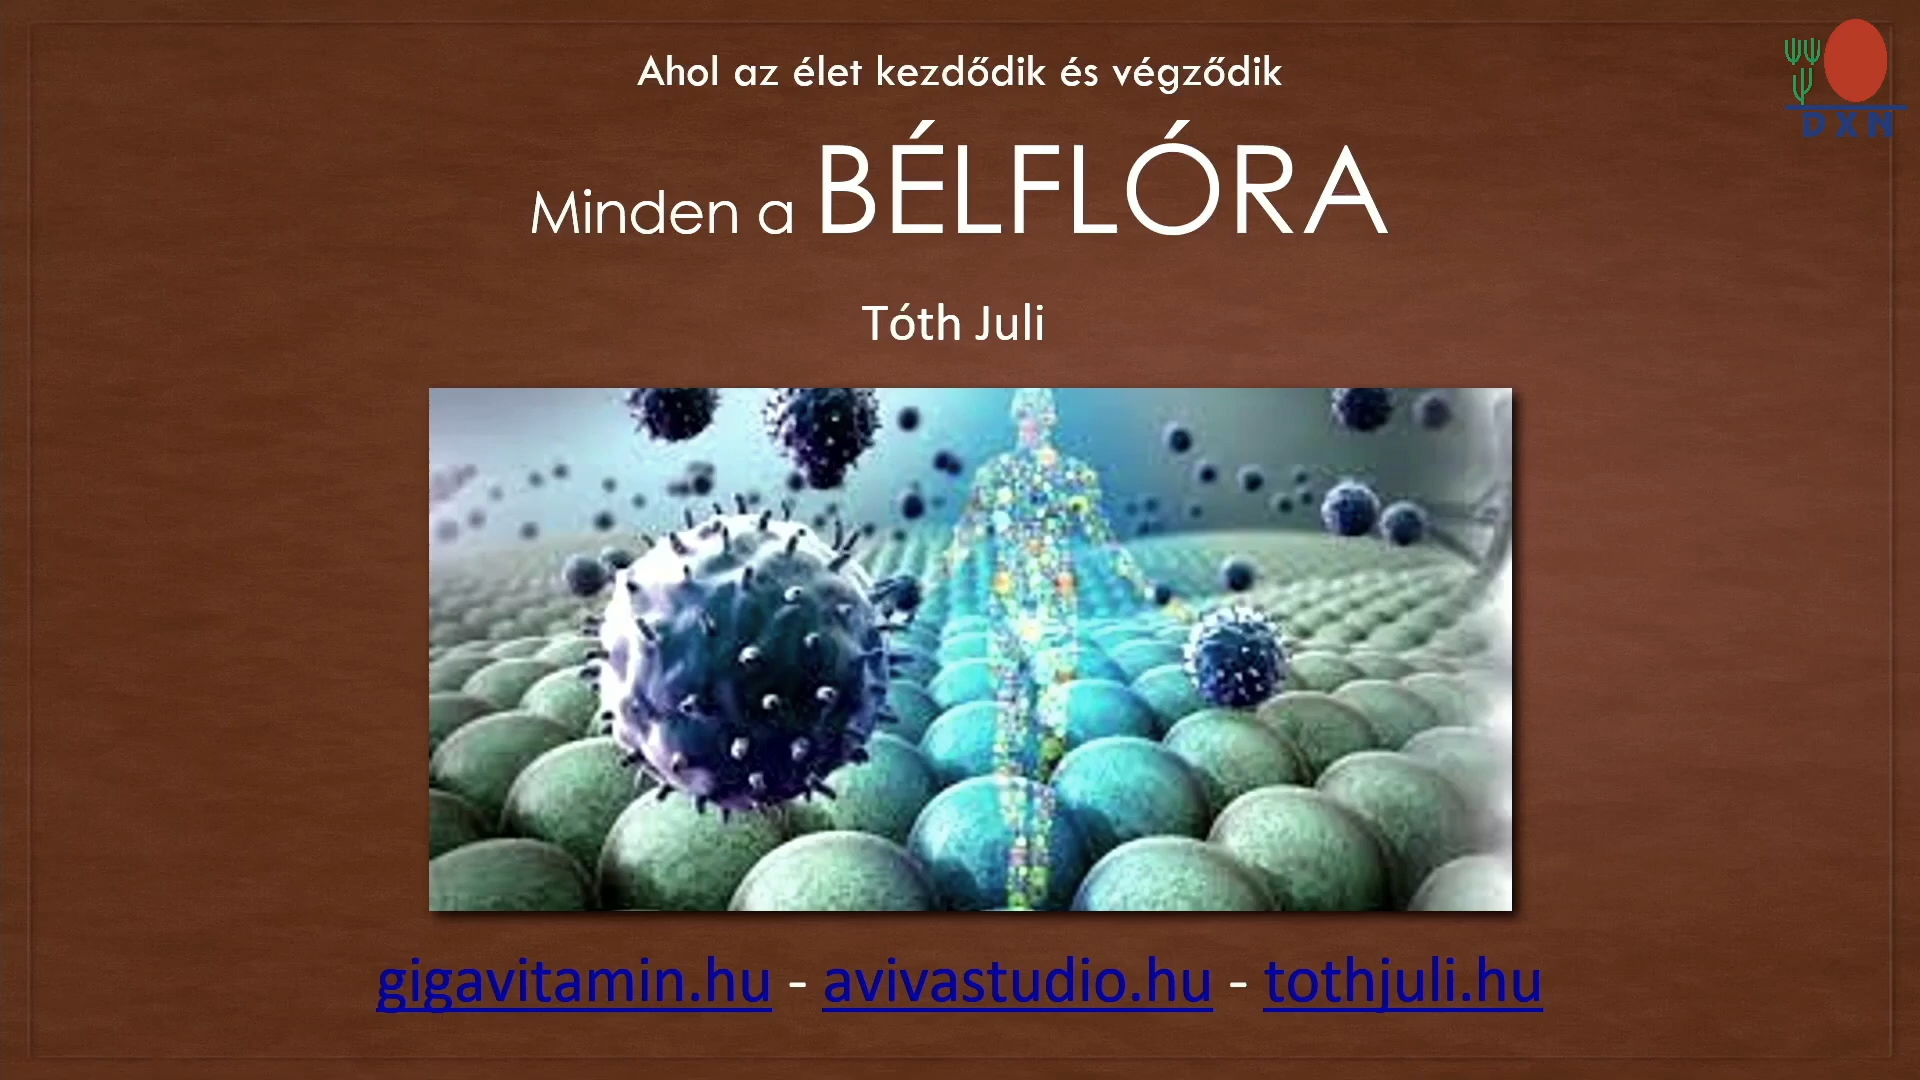 Ahol az élet kezdődik és végződik
DXN
Minden a BÉLFLÓRA
Tóth Juli
gigavitamin.hu - avivastudio.hu - tothjuli.hu